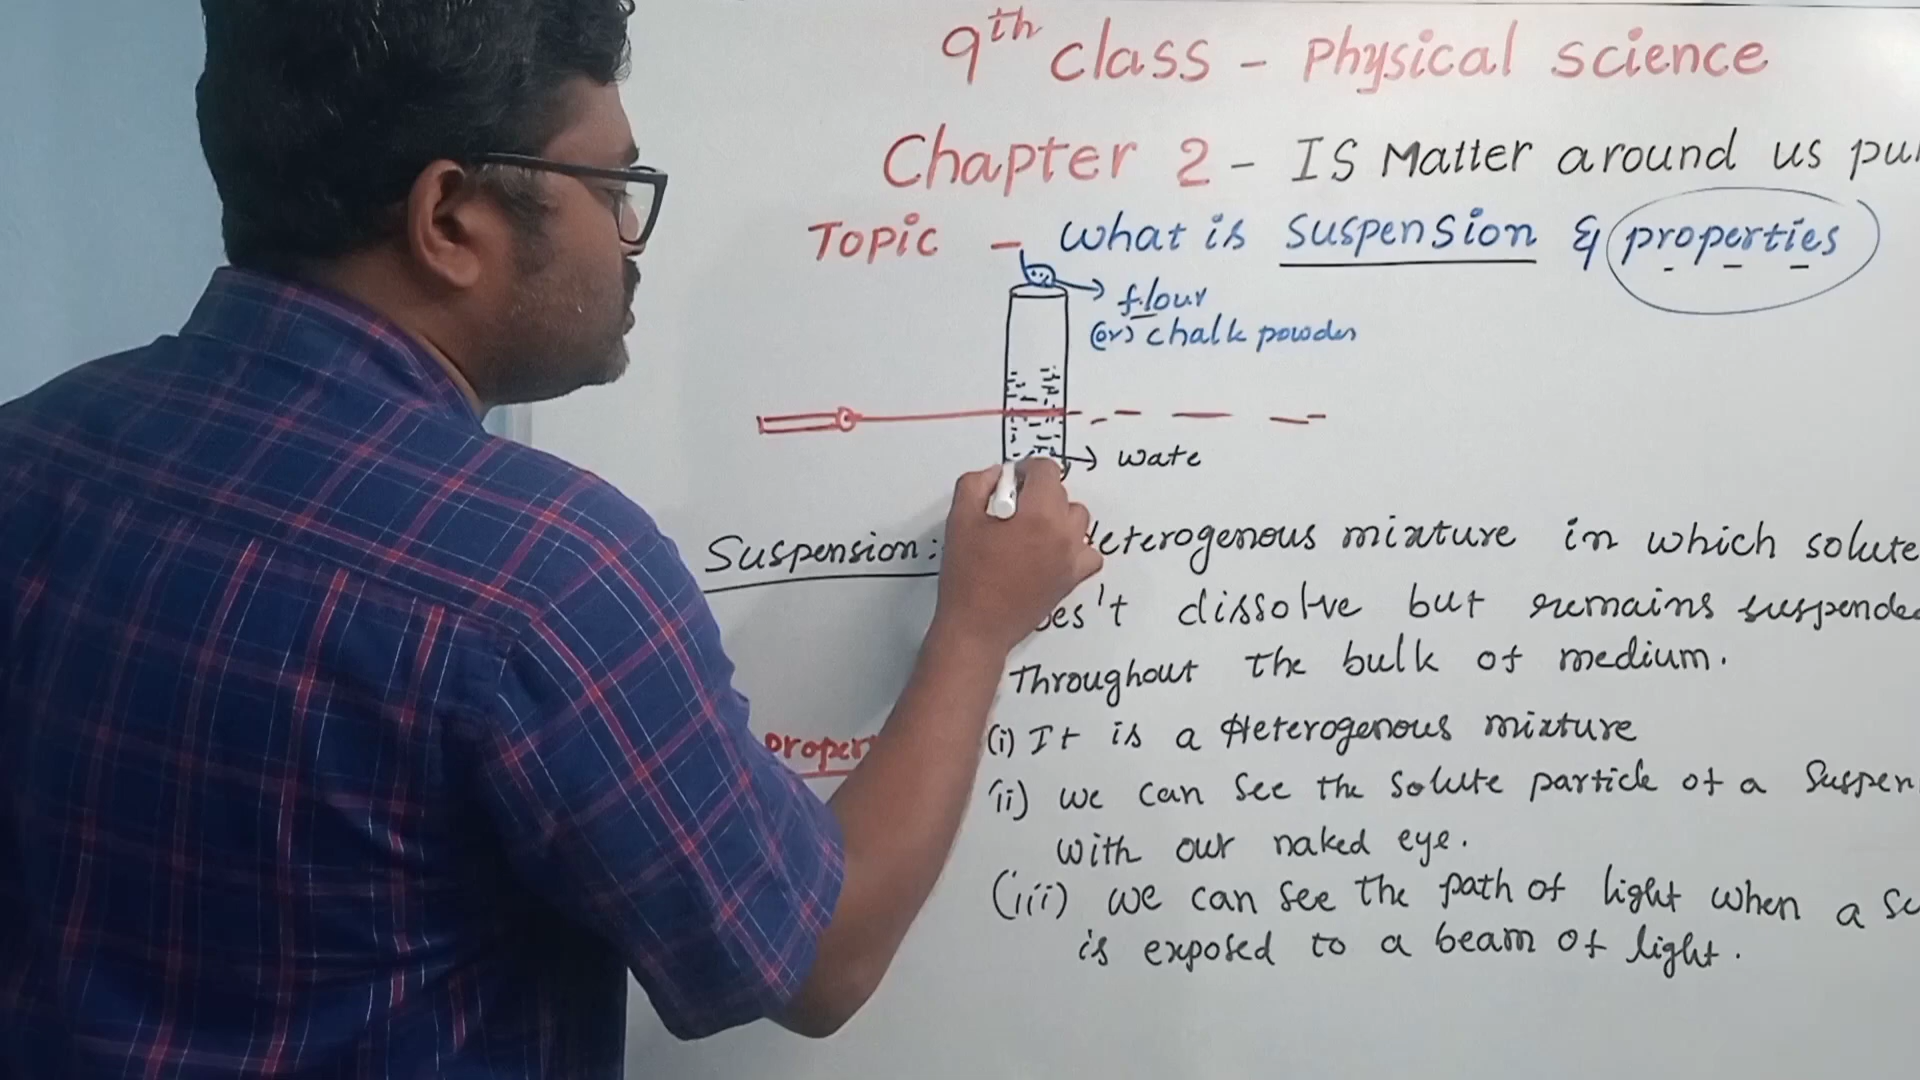 9th class - Physical science
Chapter 2 - IS Matter around us pu
Topic - what is suspension & properties
flour
(or) chalk powder
wate
Suspension: Heterogenous mixture in which solute
es't dissolve but remains suspende
Throughout the bulk of medium.
proper
(i) It is a Heterogenous mixture
(ii) we can see the solute particle of a suspen
with our naked eye.
(iii) we can see the path of light when a su
is exposed to a beam of light.